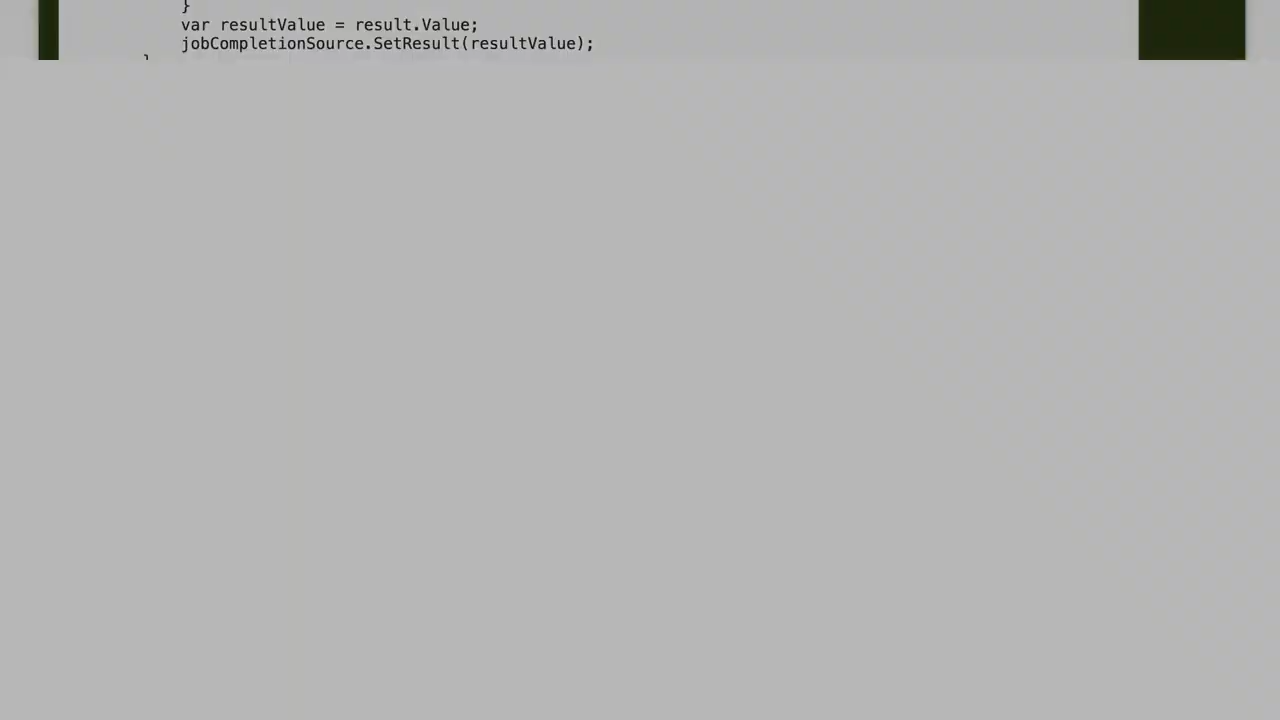 }
var resultValue = result.Value;
jobCompletionSource.SetResult(resultValue);
}